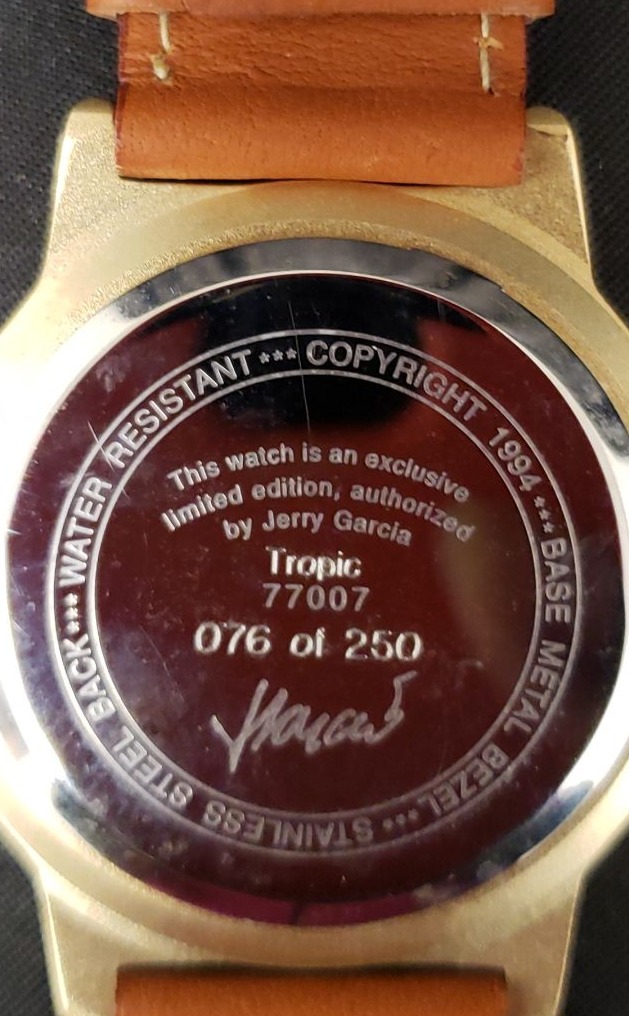 WATER RESISTANT *** COPYRIGHT 1994 *** BASE METAL BEZEL *** STAINLESS STEEL BACK ***
This watch is an exclusive
limited edition, authorized
by Jerry Garcia
Tropic
77007
076 of 250